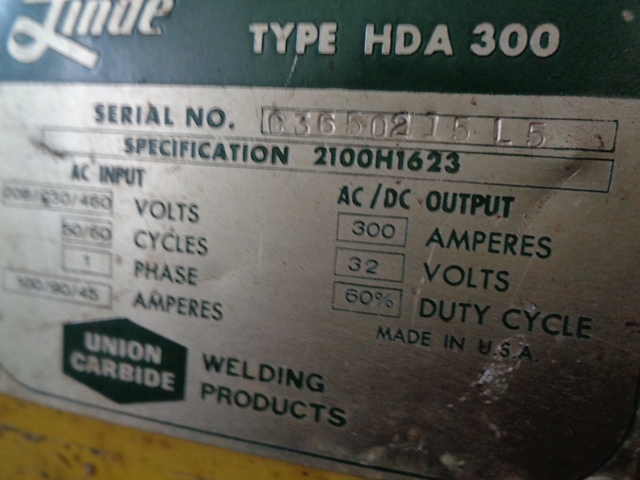 Linde
TYPE HDA 300
SERIAL NO. C3650215 L5
SPECIFICATION 2100H1623
AC INPUT
208/230/460 VOLTS
50/60 CYCLES
1 PHASE
100/90/45 AMPERES
AC/DC OUTPUT
300 AMPERES
32 VOLTS
60% DUTY CYCLE
MADE IN U.S.A.
UNION
CARBIDE
WELDING
PRODUCTS